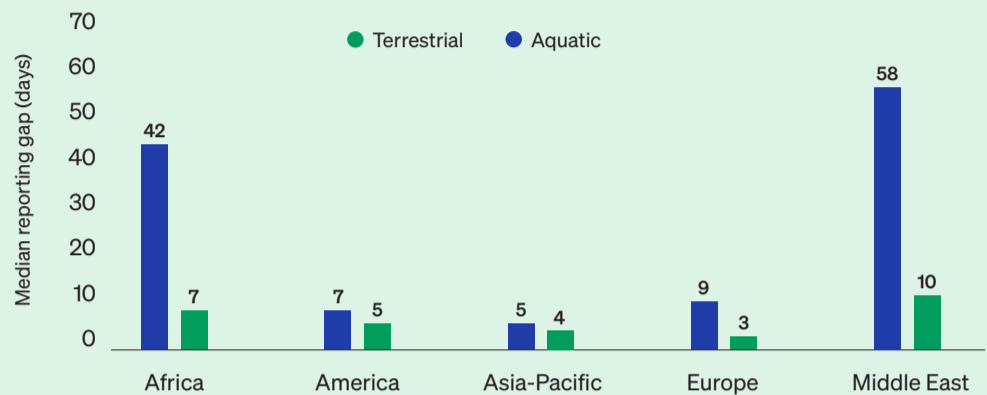 Median reporting gap (days)
70
60
50
40
30
20
10
0
Terrestrial
Aquatic
42
7
7
5
5
4
9
3
58
10
Africa
America
Asia-Pacific
Europe
Middle East